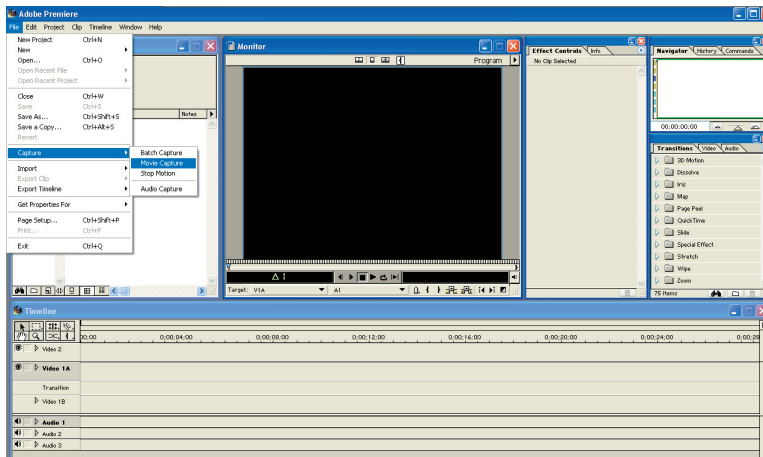 Adobe Premiere
File Edit Project Clip Timeline Window Help
New Project Ctrl+N
New
Open... Ctrl+O
Open Recent File
Open Recent Project
Close Ctrl+W
Save Ctrl+S
Save As... Ctrl+Shift+S
Save a Copy... Ctrl+Alt+S
Revert
Capture
Import
Export Clip
Export Timeline
Get Properties For
Page Setup... Ctrl+Shift+P
Print... Ctrl+P
Exit Ctrl+Q
Batch Capture
Movie Capture
Stop Motion
Audio Capture
Notes
Monitor
Program
Target: V1A
A1
Effect Controls Info
No Clip Selected
Navigator History Commands
00;00;00;00
Transitions Video Audio
3D Motion
Dissolve
Iris
Map
Page Peel
QuickTime
Slide
Special Effect
Stretch
Wipe
Zoom
75 Items
Timeline
00;00 0;00;04;00 0;00;08;00 0;00;12;00 0;00;16;00 0;00;20;00 0;00;24;00 0;00;28
Video 2
Video 1A
Transition
Video 1B
Audio 1
Audio 2
Audio 3